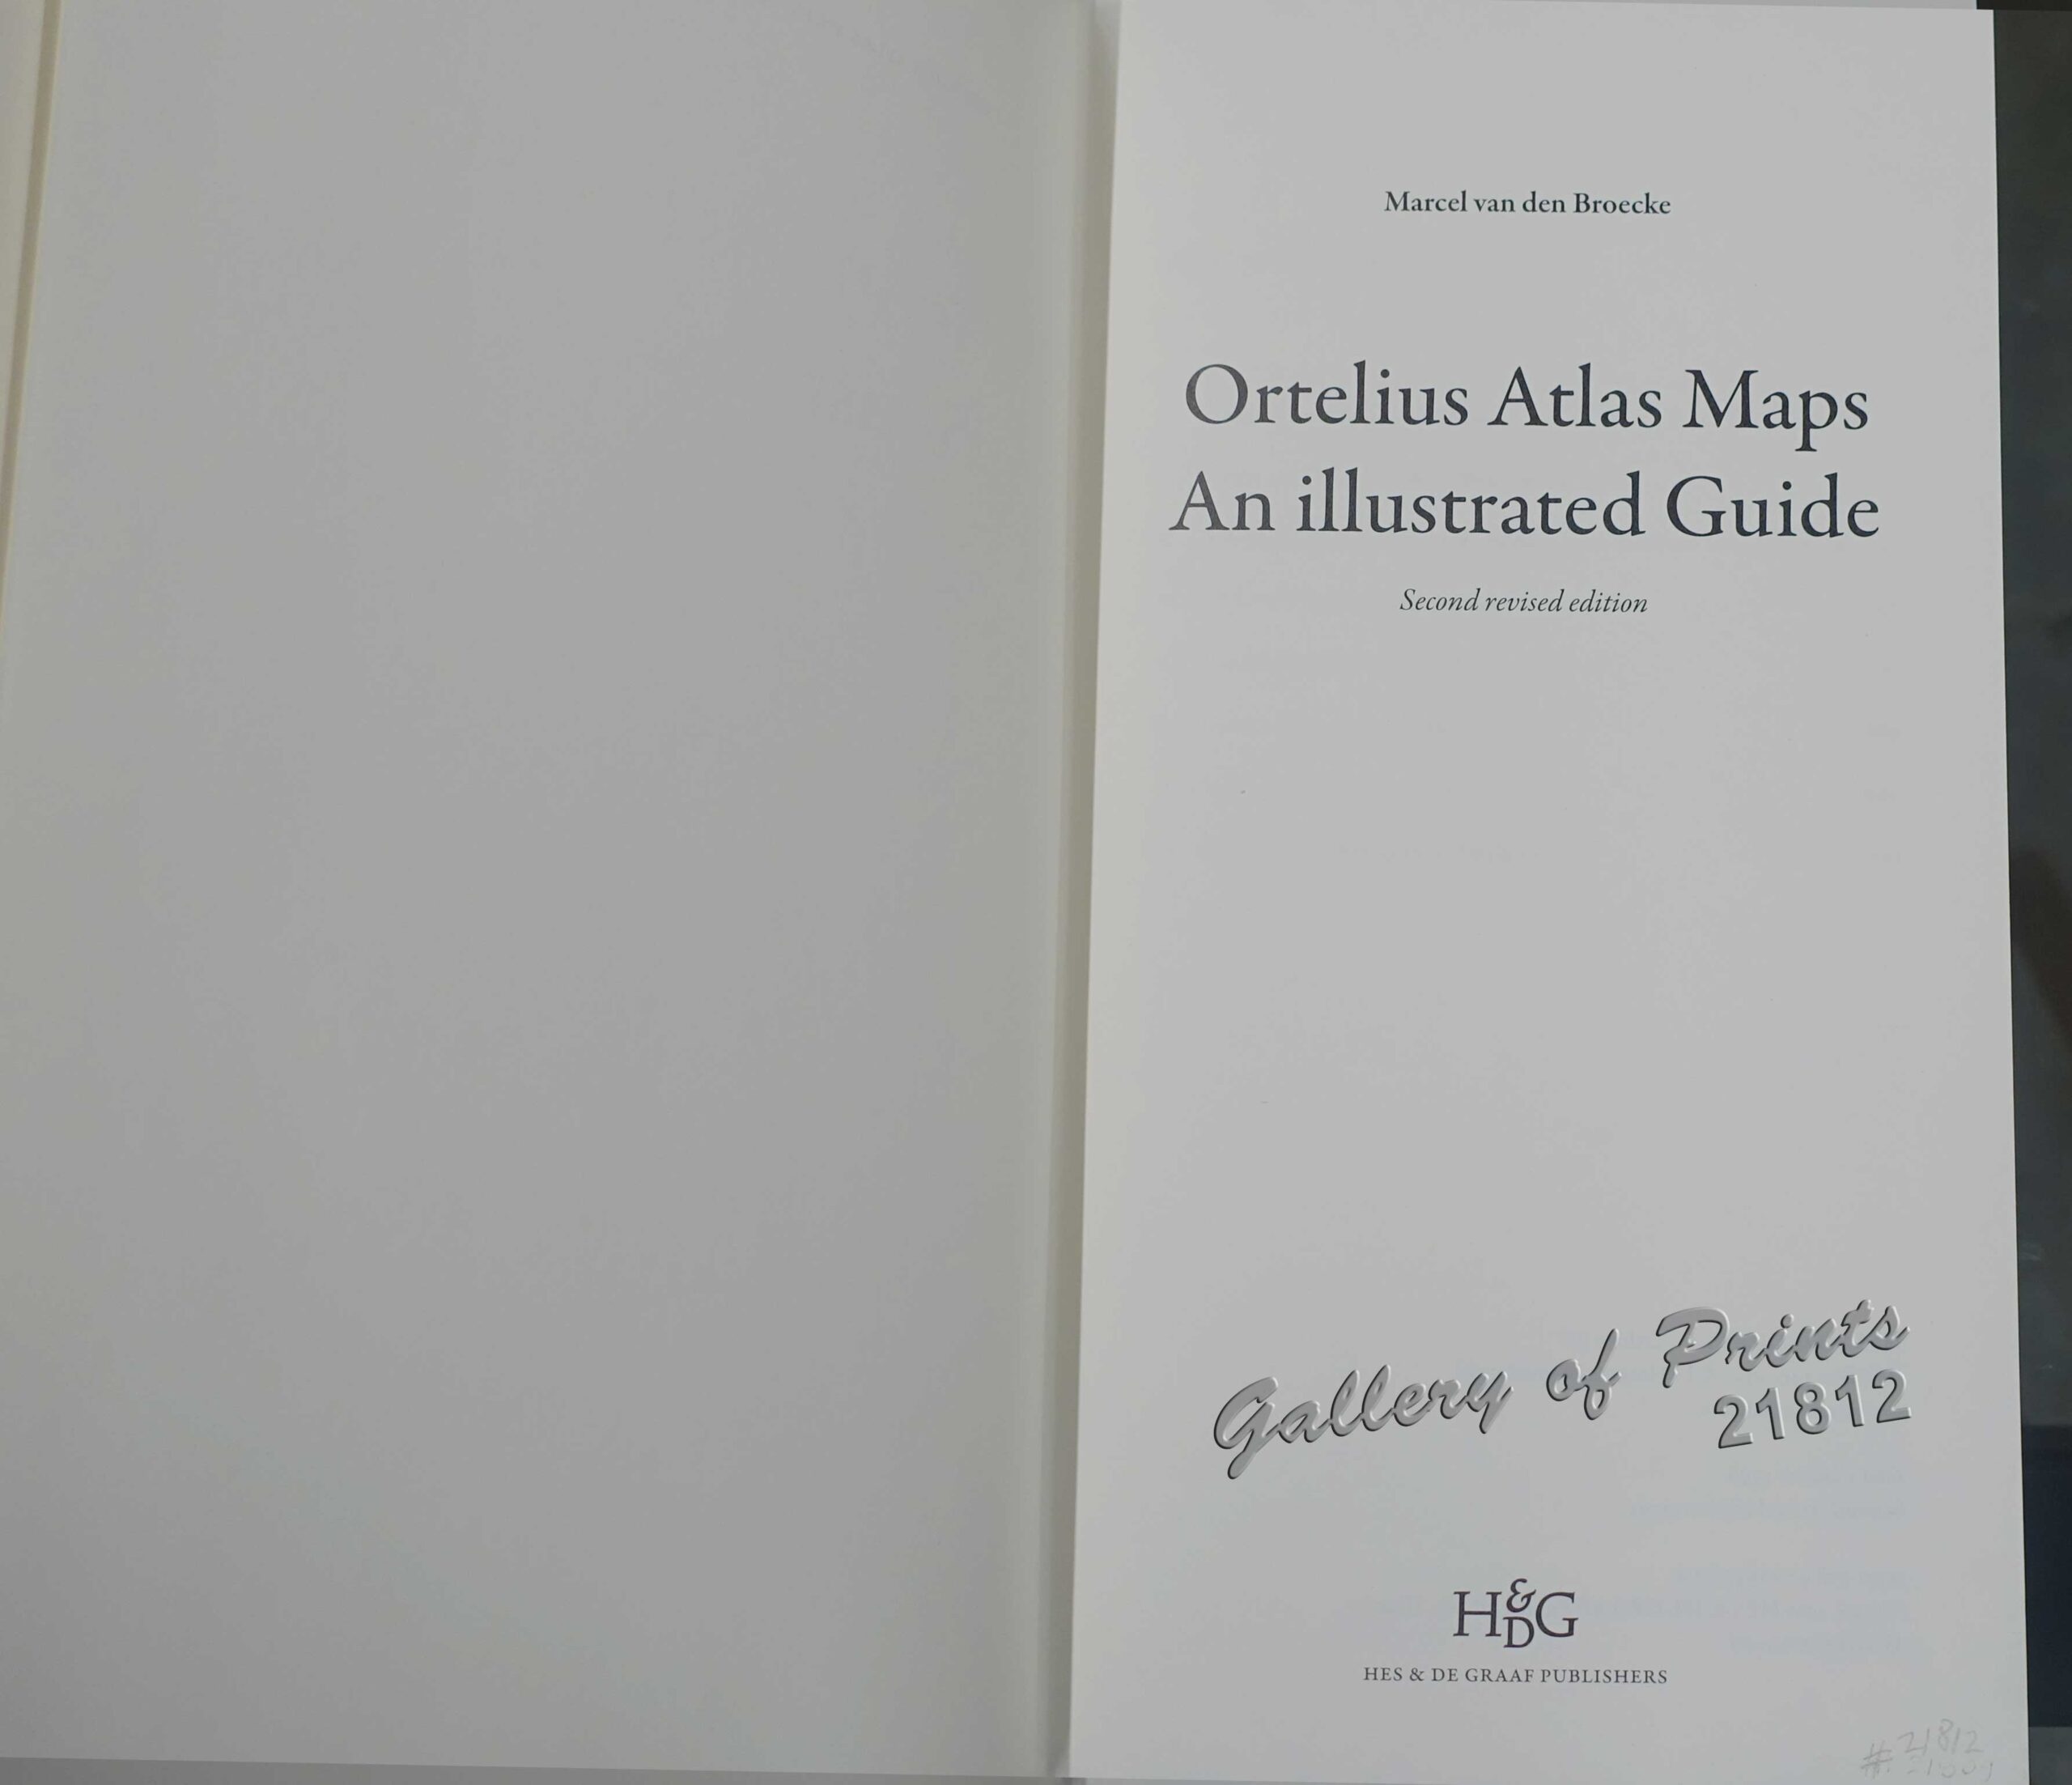 Marcel van den Broecke
Ortelius Atlas Maps
An illustrated Guide
Second revised edition
Gallery of Prints
21812
H&DG
HES & DE GRAAF PUBLISHERS
# 21812